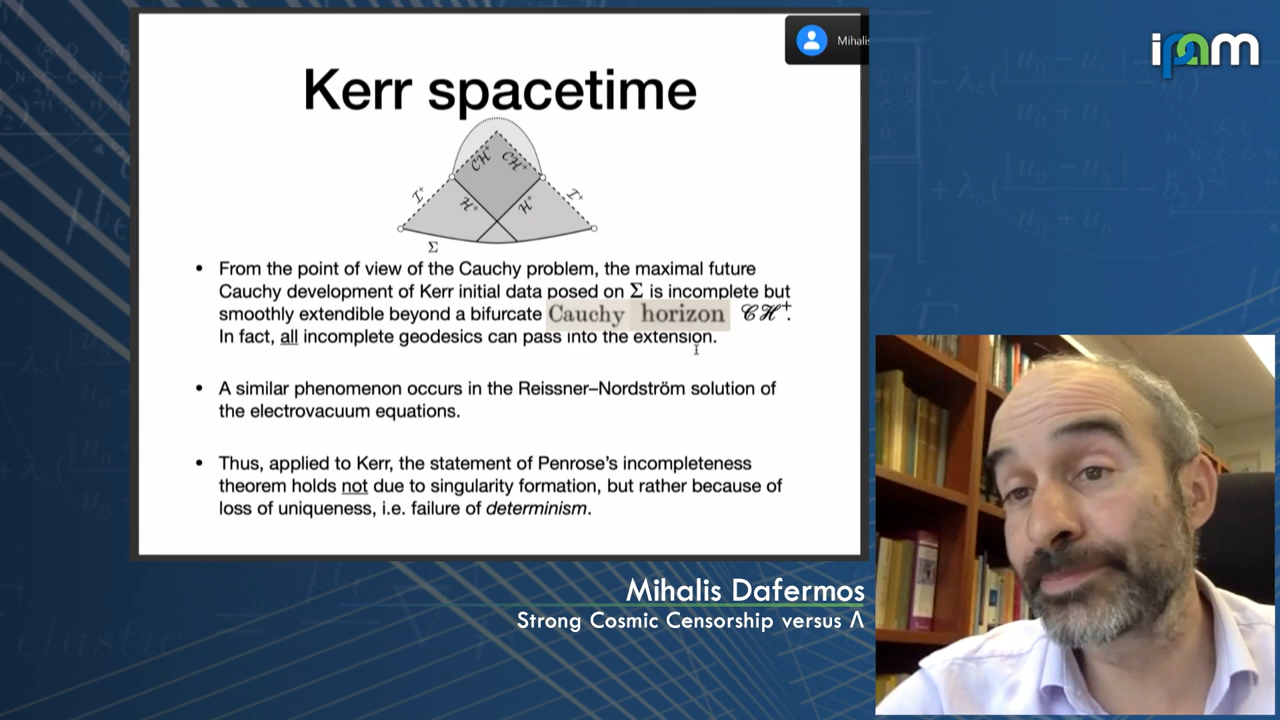 Mihalis
ipam
Kerr spacetime
CH⁺ CH⁺
I⁺ I⁺
H⁺ H⁺
Σ
• From the point of view of the Cauchy problem, the maximal future
Cauchy development of Kerr initial data posed on Σ is incomplete but
smoothly extendible beyond a bifurcate Cauchy horizon 𝒞ℋ⁺.
In fact, all incomplete geodesics can pass into the extension.
• A similar phenomenon occurs in the Reissner–Nordström solution of
the electrovacuum equations.
• Thus, applied to Kerr, the statement of Penrose's incompleteness
theorem holds not due to singularity formation, but rather because of
loss of uniqueness, i.e. failure of determinism.
Mihalis Dafermos
Strong Cosmic Censorship versus Λ
elastic